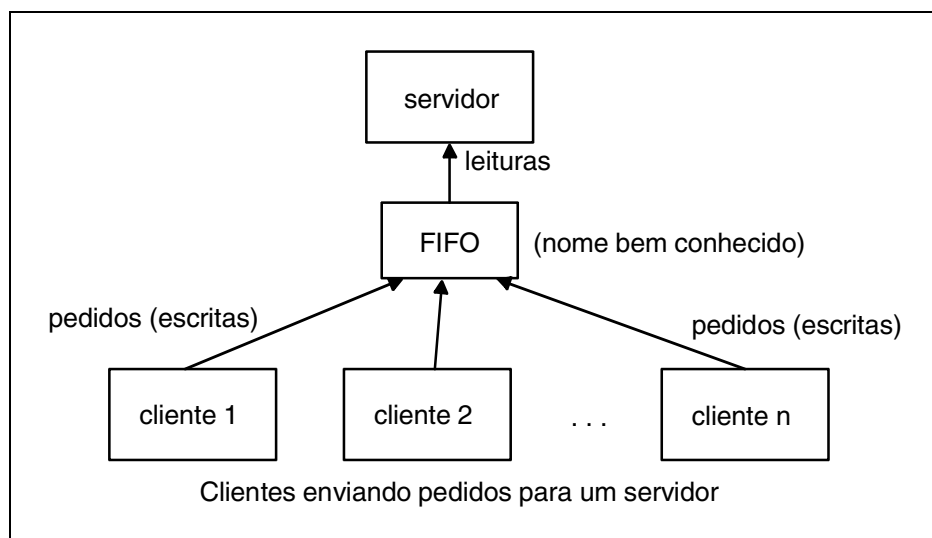 servidor
leituras
FIFO
(nome bem conhecido)
pedidos (escritas)
pedidos (escritas)
cliente 1
cliente 2
. . .
cliente n
Clientes enviando pedidos para um servidor